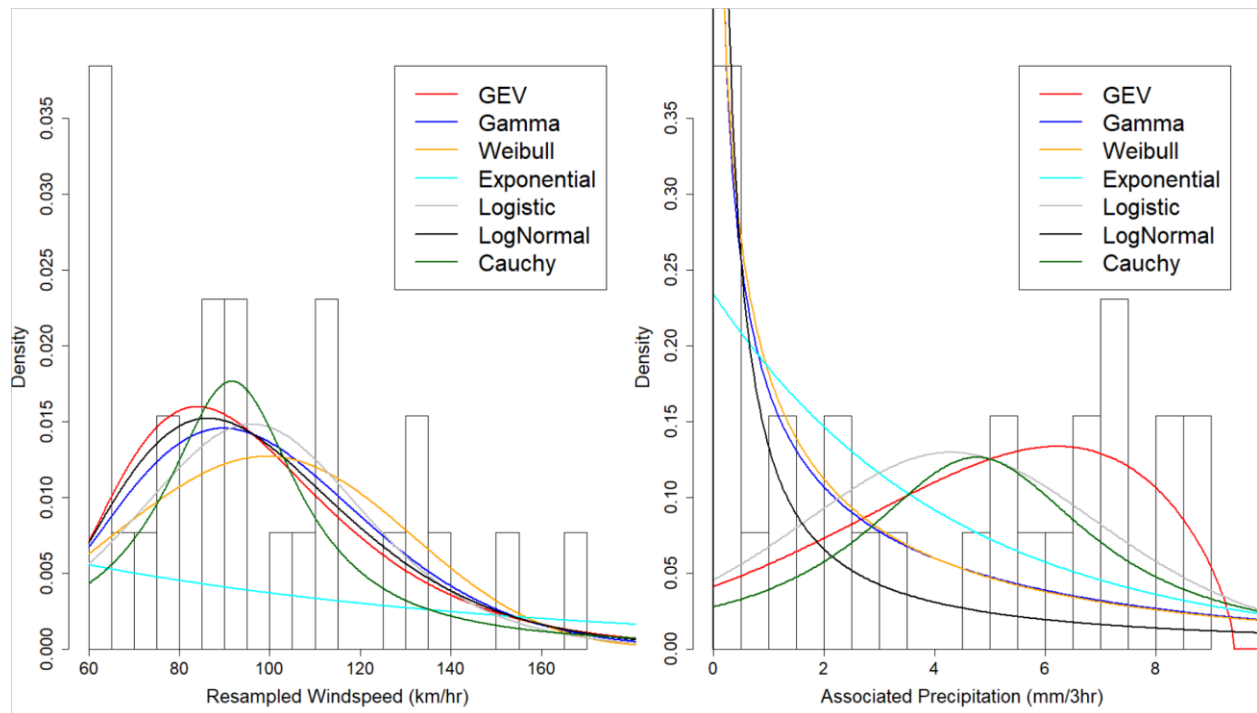 GEV
Gamma
Weibull
Exponential
Logistic
LogNormal
Cauchy
Density
0.000 0.005 0.010 0.015 0.020 0.025 0.030 0.035
60 80 100 120 140 160
Resampled Windspeed (km/hr)
GEV
Gamma
Weibull
Exponential
Logistic
LogNormal
Cauchy
Density
0.00 0.05 0.10 0.15 0.20 0.25 0.30 0.35
0 2 4 6 8
Associated Precipitation (mm/3hr)